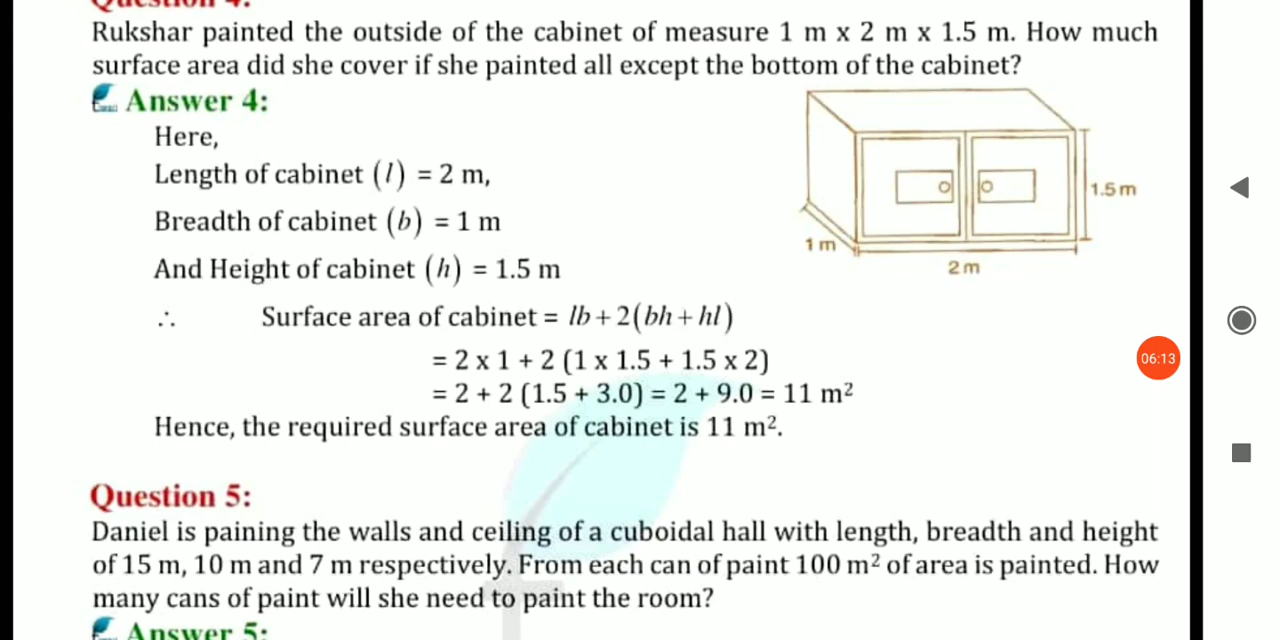 Question 4:
Rukshar painted the outside of the cabinet of measure 1 m x 2 m x 1.5 m. How much
surface area did she cover if she painted all except the bottom of the cabinet?
Answer 4:
Here,
Length of cabinet (l) = 2 m,
Breadth of cabinet (b) = 1 m
And Height of cabinet (h) = 1.5 m
∴ Surface area of cabinet = lb + 2(bh + hl)
= 2 x 1 + 2 (1 x 1.5 + 1.5 x 2)
= 2 + 2 (1.5 + 3.0) = 2 + 9.0 = 11 m²
Hence, the required surface area of cabinet is 11 m².
1.5 m
1 m
2 m
06:13
Question 5:
Daniel is paining the walls and ceiling of a cuboidal hall with length, breadth and height
of 15 m, 10 m and 7 m respectively. From each can of paint 100 m² of area is painted. How
many cans of paint will she need to paint the room?
Answer 5: